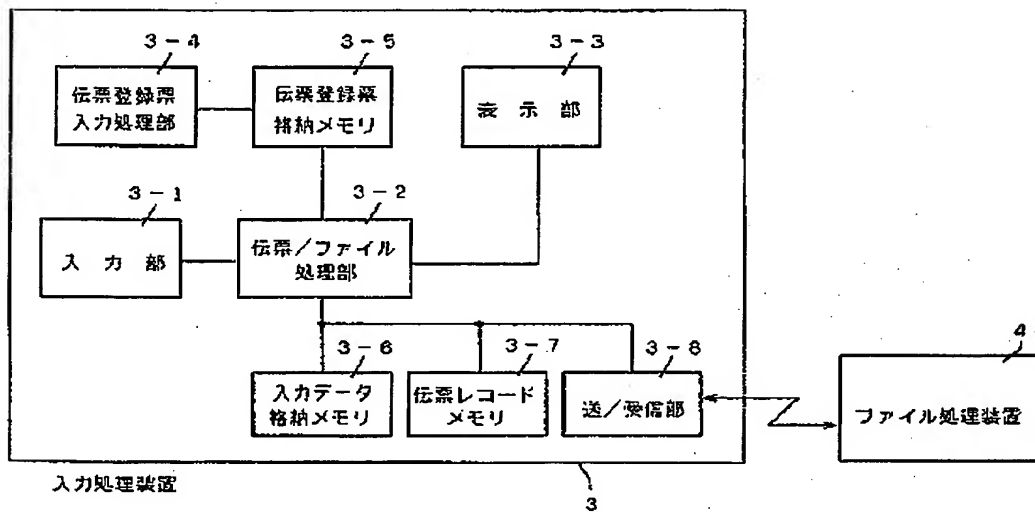 3-4
伝票登録票
入力処理部
3-5
伝票登録票
格納メモリ
3-3
表示部
3-1
入力部
3-2
伝票／ファイル
処理部
3-6
入力データ
格納メモリ
3-7
伝票レコード
メモリ
3-8
送／受信部
4
ファイル処理装置
入力処理装置
3